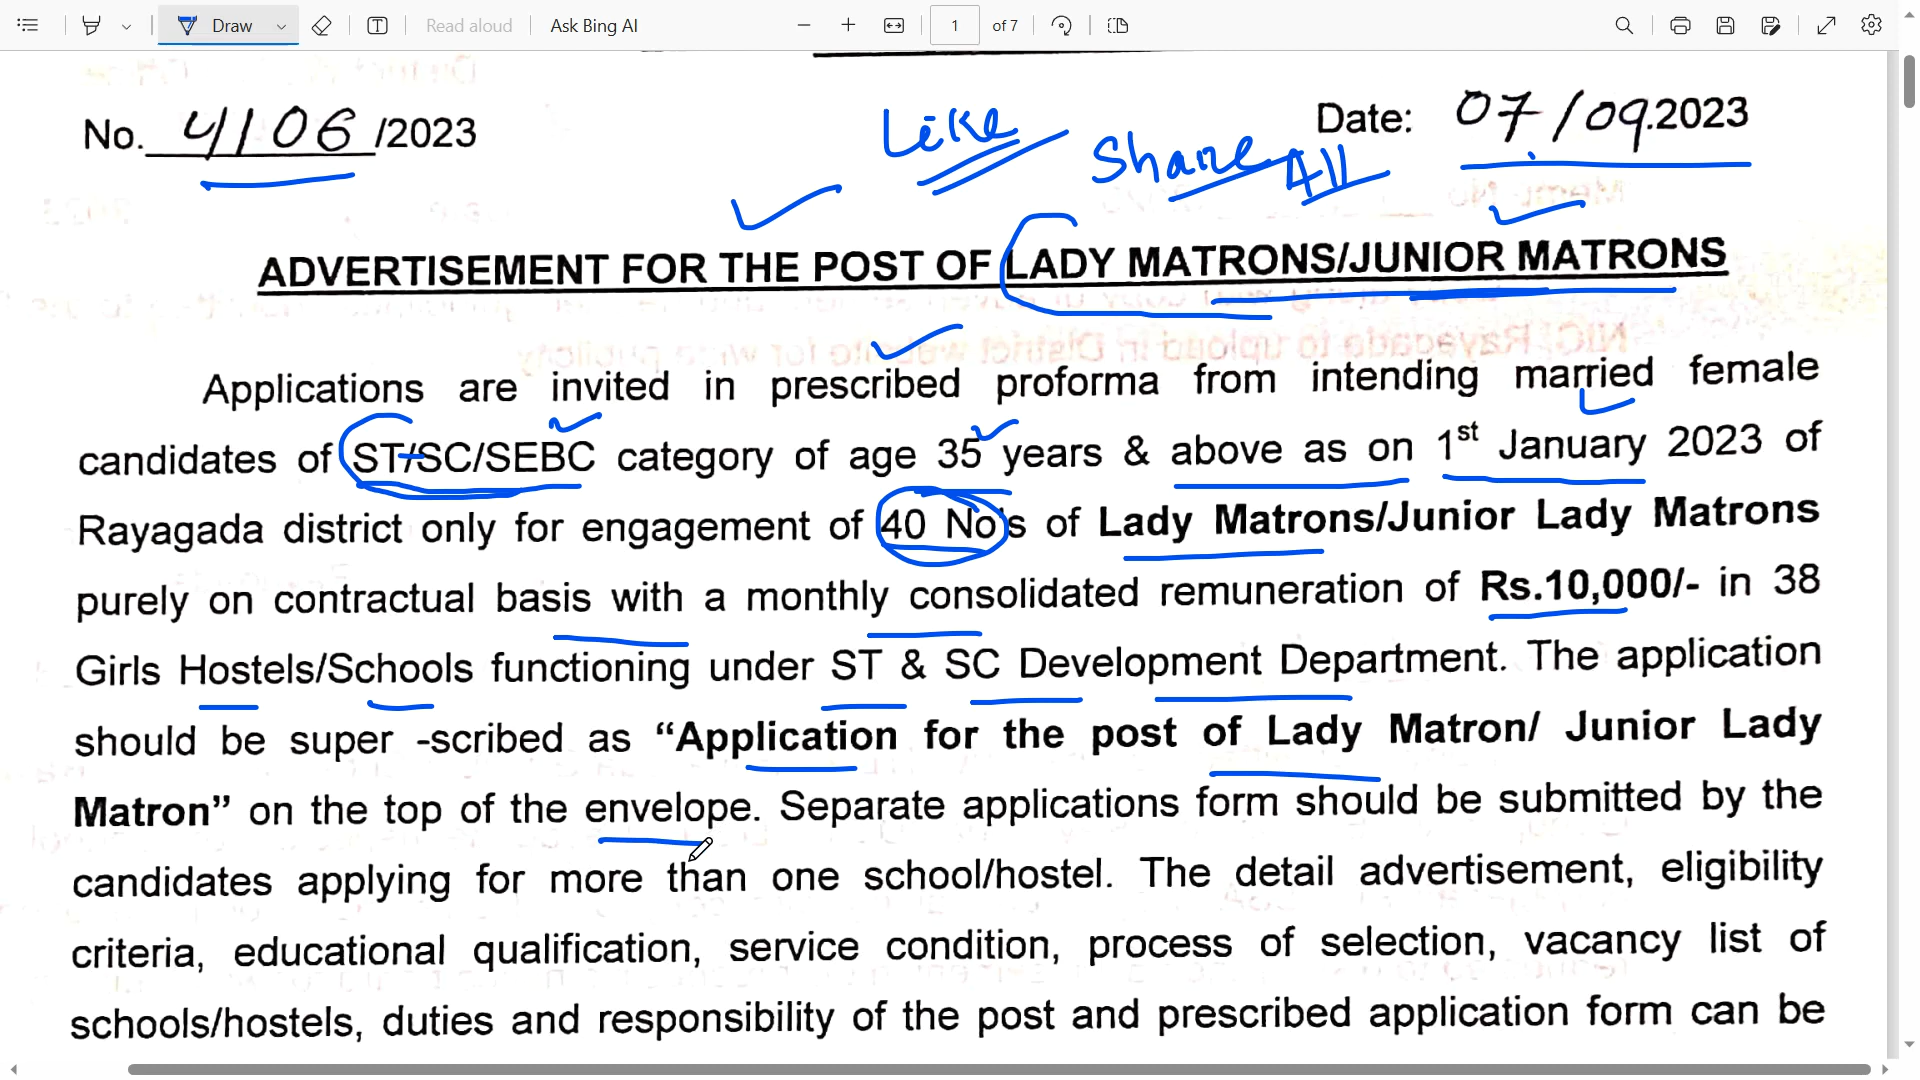 Draw
Read aloud
Ask Bing AI
1 of 7
No. 4106 /2023
Date: 07/09.2023
Like
Share All
ADVERTISEMENT FOR THE POST OF LADY MATRONS/JUNIOR MATRONS
Applications are invited in prescribed proforma from intending married female
candidates of ST/SC/SEBC category of age 35 years & above as on 1st January 2023 of
Rayagada district only for engagement of 40 No's of Lady Matrons/Junior Lady Matrons
purely on contractual basis with a monthly consolidated remuneration of Rs.10,000/- in 38
Girls Hostels/Schools functioning under ST & SC Development Department. The application
should be super -scribed as “Application for the post of Lady Matron/ Junior Lady
Matron” on the top of the envelope. Separate applications form should be submitted by the
candidates applying for more than one school/hostel. The detail advertisement, eligibility
criteria, educational qualification, service condition, process of selection, vacancy list of
schools/hostels, duties and responsibility of the post and prescribed application form can be